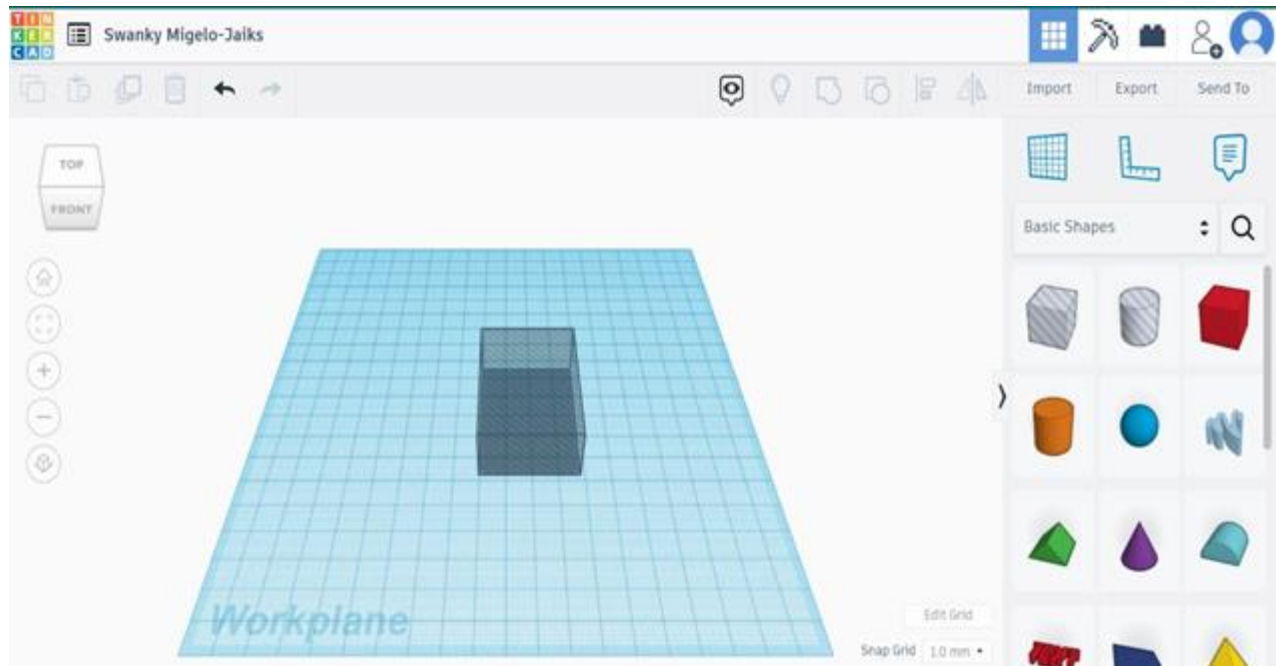 TIN
KER
CAD
Swanky Migelo-Jaiks
Import
Export
Send To
TOP
FRONT
Basic Shapes
Workplane
Edit Grid
Snap Grid 1.0 mm